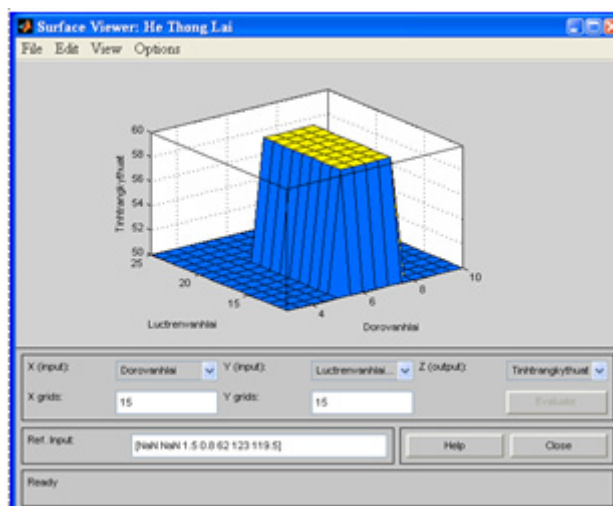 Surface Viewer: He Thong Lai
File Edit View Options
60
58
56
54
52
50
Tinhtrangkythuat
25
20
15
Luctrenvanhlai
4
6
8
10
Dorovanhlai
X (input): Dorovanhlai Y (input): Luctrenvanhlai... Z (output): Tinhtrangkythuat
X grids: 15 Y grids: 15 Evaluate
Ref. Input: [NaN NaN 1.5 0.8 62 123 119.5] Help Close
Ready